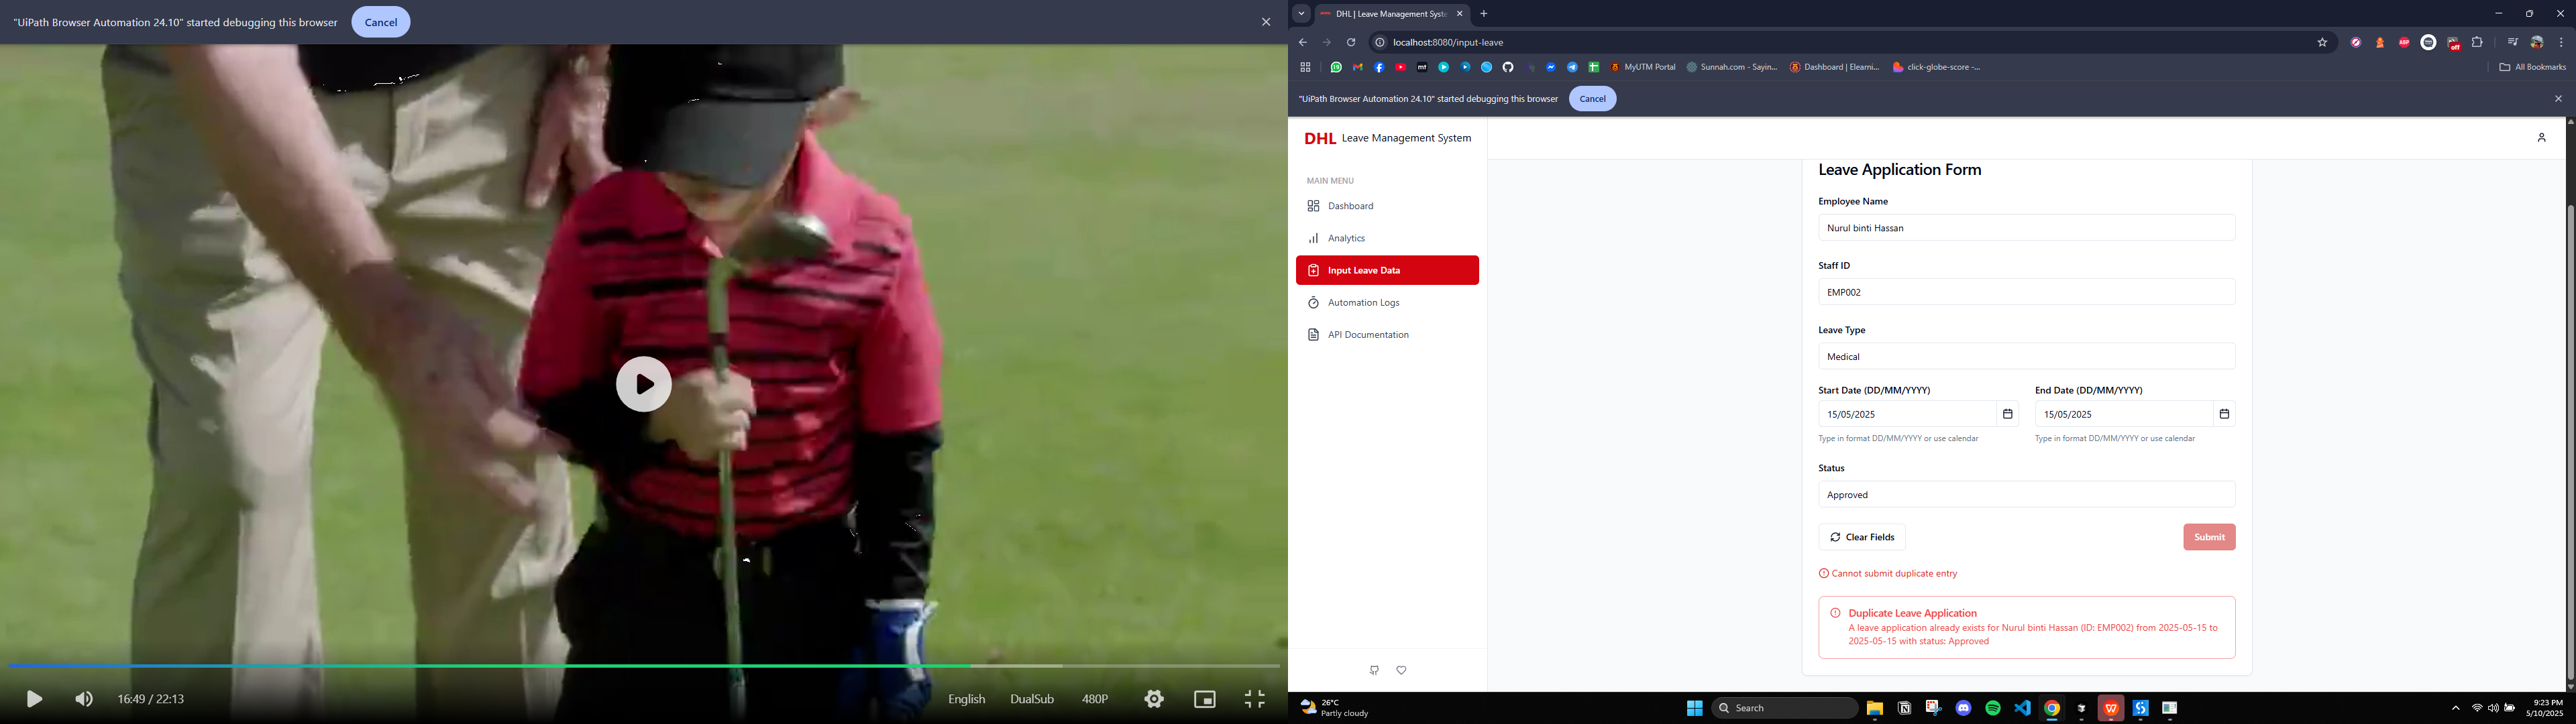 "UiPath Browser Automation 24.10" started debugging this browser
Cancel
16:49 / 22:13
English
DualSub
480P
DHL | Leave Management Syste
localhost:8080/input-leave
ABP
off
19
mt
MyUTM Portal
Sunnah.com - Sayin...
Dashboard | Elearni...
click-globe-score -...
All Bookmarks
"UiPath Browser Automation 24.10" started debugging this browser
Cancel
DHL Leave Management System
MAIN MENU
Dashboard
Analytics
Input Leave Data
Automation Logs
API Documentation
Leave Application Form
Employee Name
Nurul binti Hassan
Staff ID
EMP002
Leave Type
Medical
Start Date (DD/MM/YYYY)
End Date (DD/MM/YYYY)
15/05/2025
15/05/2025
Type in format DD/MM/YYYY or use calendar
Type in format DD/MM/YYYY or use calendar
Status
Approved
Clear Fields
Submit
Cannot submit duplicate entry
Duplicate Leave Application
A leave application already exists for Nurul binti Hassan (ID: EMP002) from 2025-05-15 to
2025-05-15 with status: Approved
26°C
Partly cloudy
Search
9:23 PM
5/10/2025